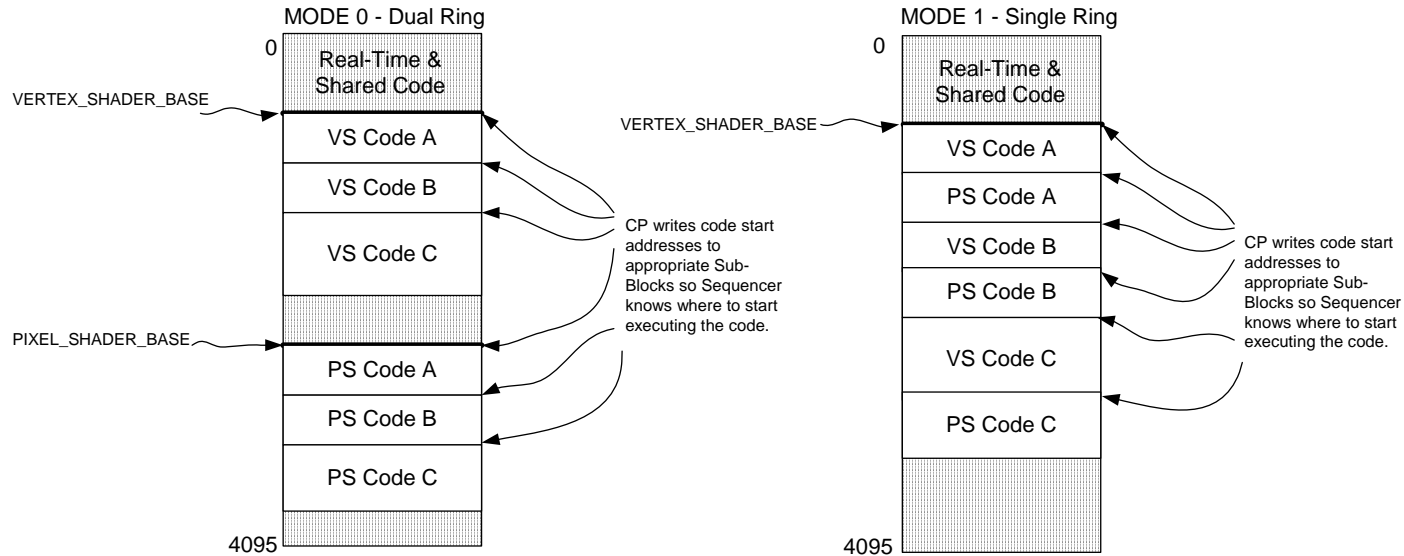 MODE 0 - Dual Ring
0
Real-Time &
Shared Code
VERTEX_SHADER_BASE
VS Code A
VS Code B
VS Code C
CP writes code start
addresses to
appropriate Sub-
Blocks so Sequencer
knows where to start
executing the code.
PIXEL_SHADER_BASE
PS Code A
PS Code B
PS Code C
4095
MODE 1 - Single Ring
0
Real-Time &
Shared Code
VERTEX_SHADER_BASE
VS Code A
PS Code A
VS Code B
PS Code B
VS Code C
PS Code C
CP writes code start
addresses to
appropriate Sub-
Blocks so Sequencer
knows where to start
executing the code.
4095